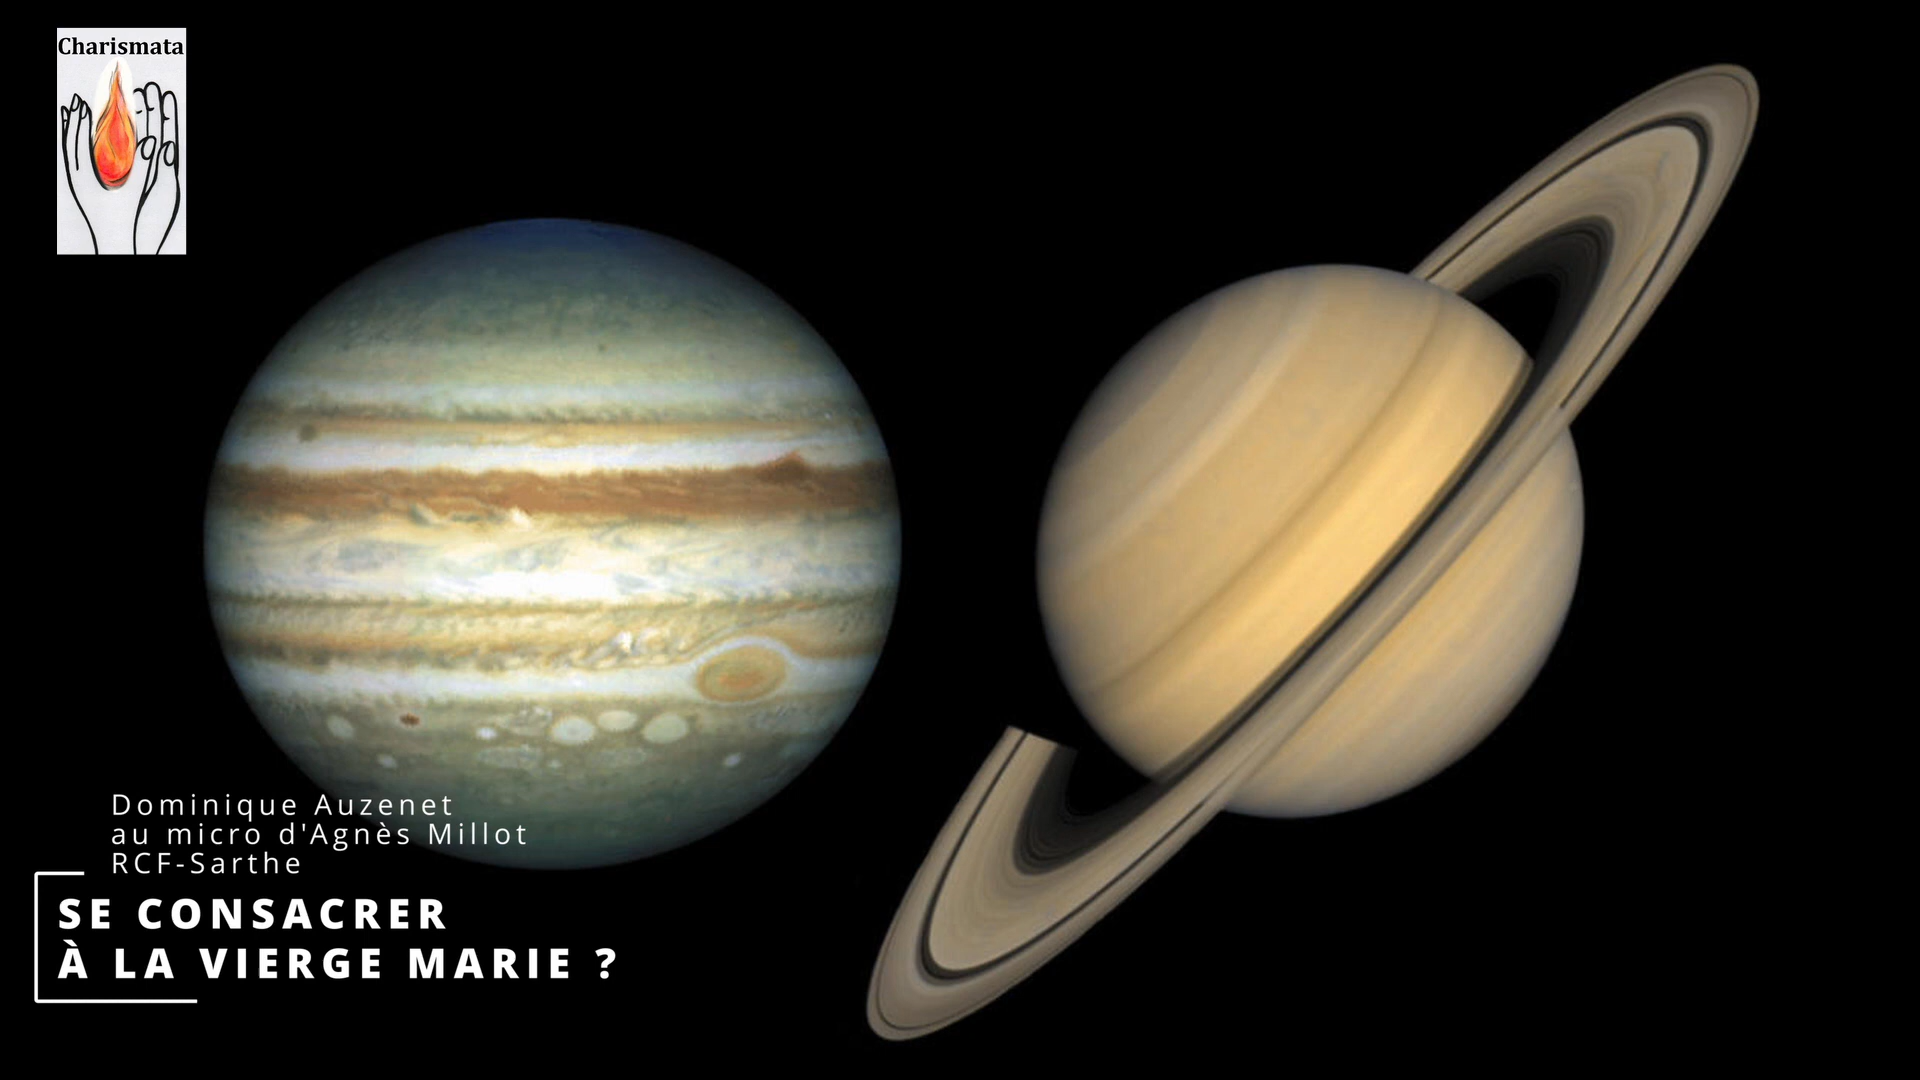 Charismata
Dominique Auzenet
au micro d'Agnès Millot
RCF-Sarthe
SE CONSACRER
À LA VIERGE MARIE ?